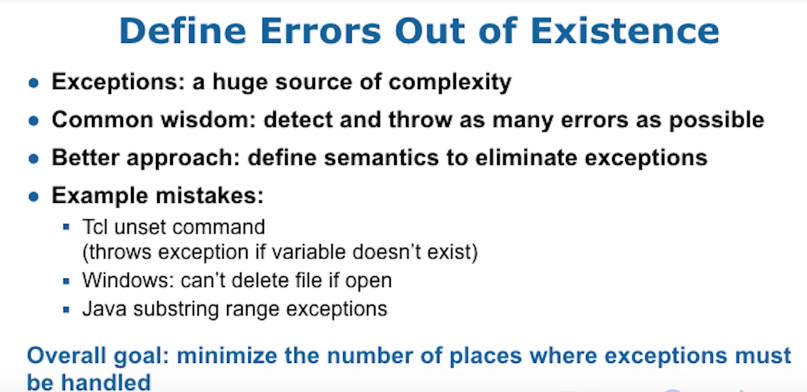 Define Errors Out of Existence
● Exceptions: a huge source of complexity
● Common wisdom: detect and throw as many errors as possible
● Better approach: define semantics to eliminate exceptions
● Example mistakes:
▪ Tcl unset command
(throws exception if variable doesn't exist)
▪ Windows: can't delete file if open
▪ Java substring range exceptions
Overall goal: minimize the number of places where exceptions must
be handled